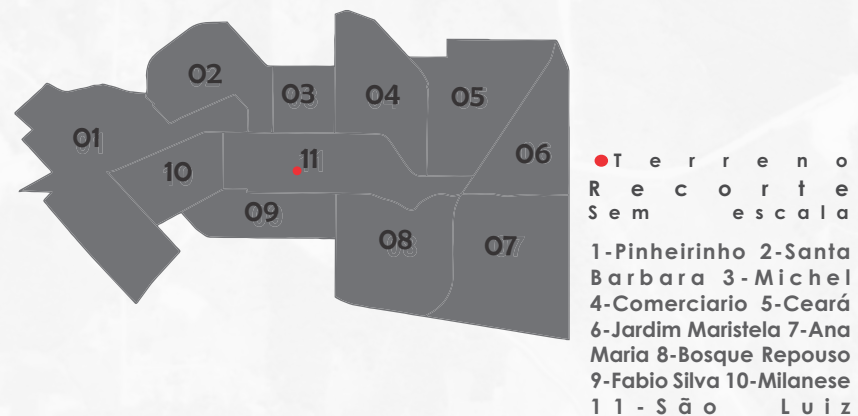 02
03
04
05
01
11
06
10
09
08
07
Terreno
Recorte
Sem escala
1-Pinheirinho 2-Santa
Barbara 3-Michel
4-Comerciario 5-Ceará
6-Jardim Maristela 7-Ana
Maria 8-Bosque Repouso
9-Fabio Silva 10-Milanese
11-São Luiz